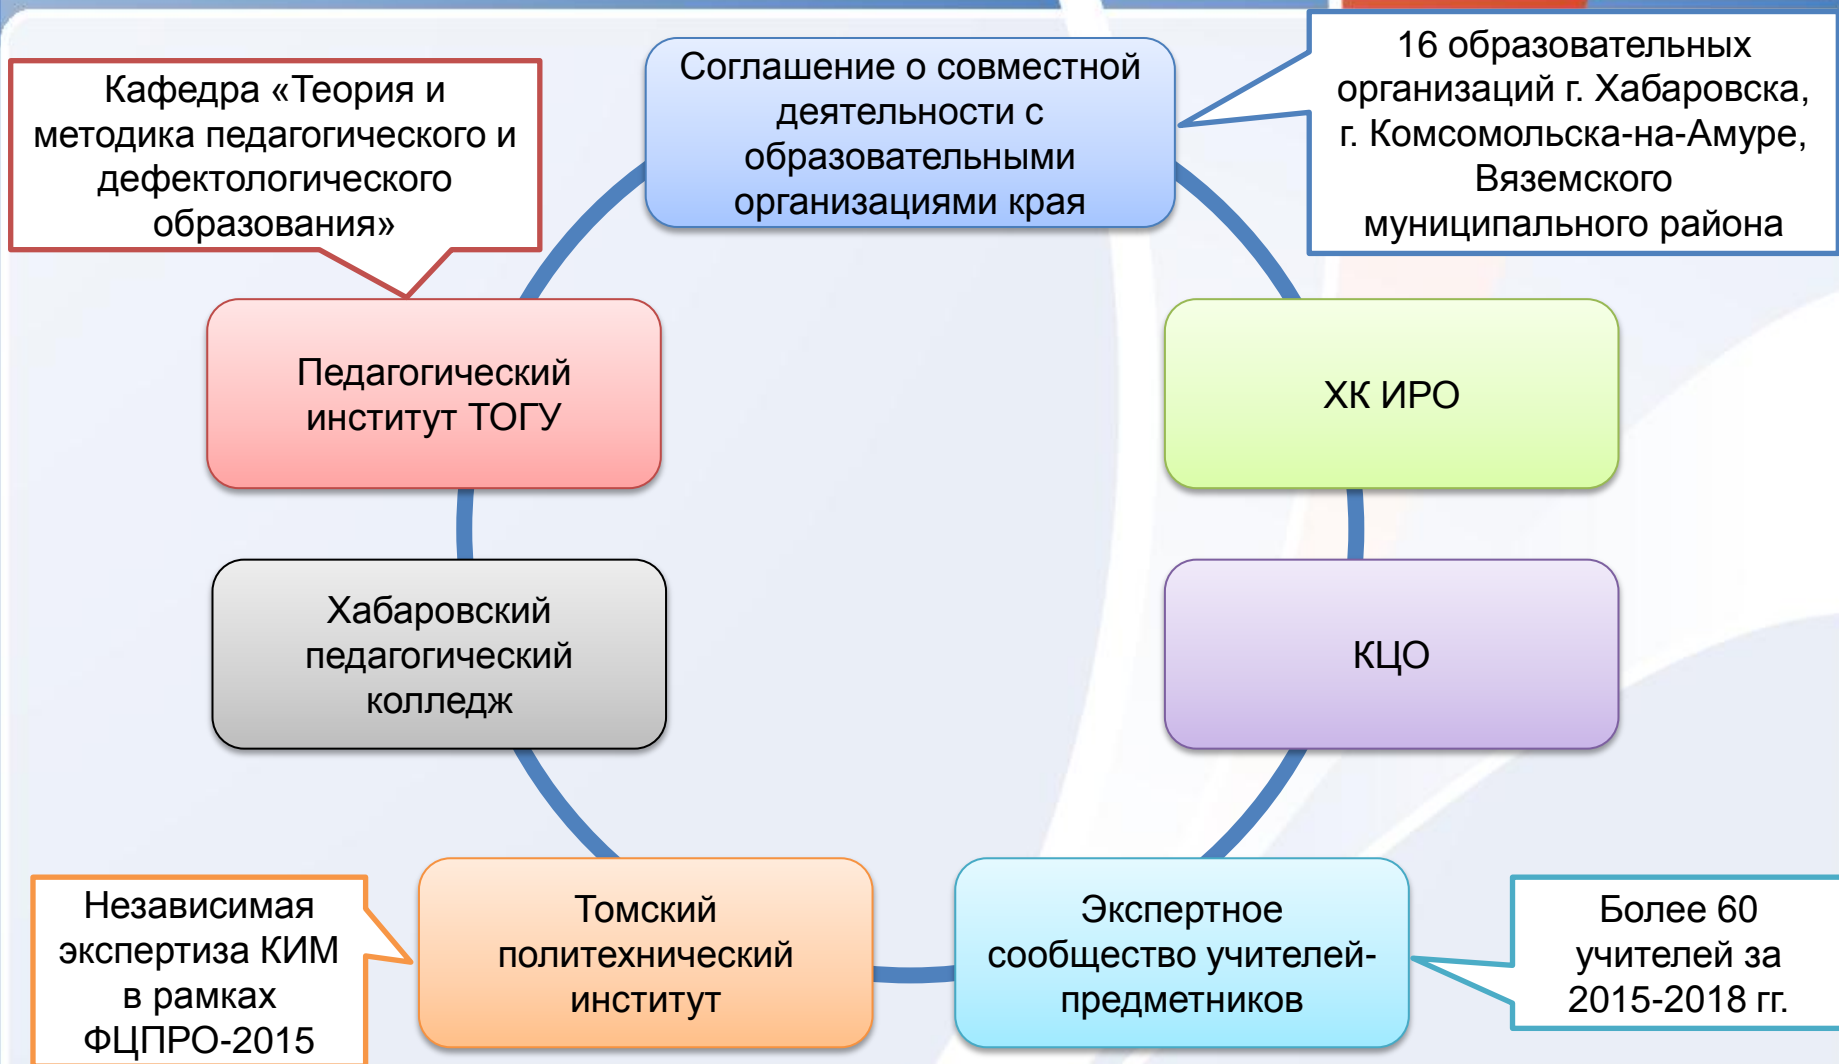 Кафедра «Теория и
методика педагогического и
дефектологического
образования»
Соглашение о совместной
деятельности с
образовательными
организациями края
16 образовательных
организаций г. Хабаровска,
г. Комсомольска-на-Амуре,
Вяземского
муниципального района
Педагогический
институт ТОГУ
ХК ИРО
Хабаровский
педагогический
колледж
КЦО
Независимая
экспертиза КИМ
в рамках
ФЦПРО-2015
Томский
политехнический
институт
Экспертное
сообщество учителей-
предметников
Более 60
учителей за
2015-2018 гг.